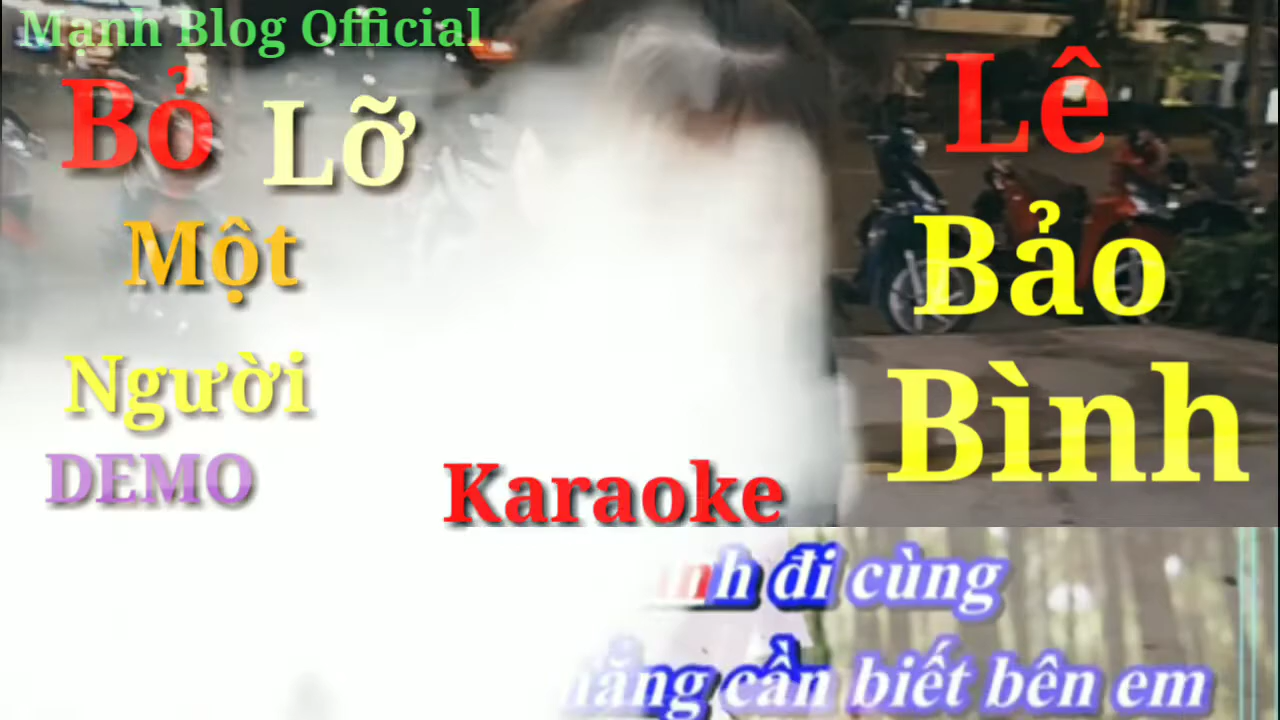 Manh Blog Official
Bỏ Lỡ
Một
Người
DEMO
Lê
Bảo
Bình
Karaoke
đi cùng
cần biết bên em